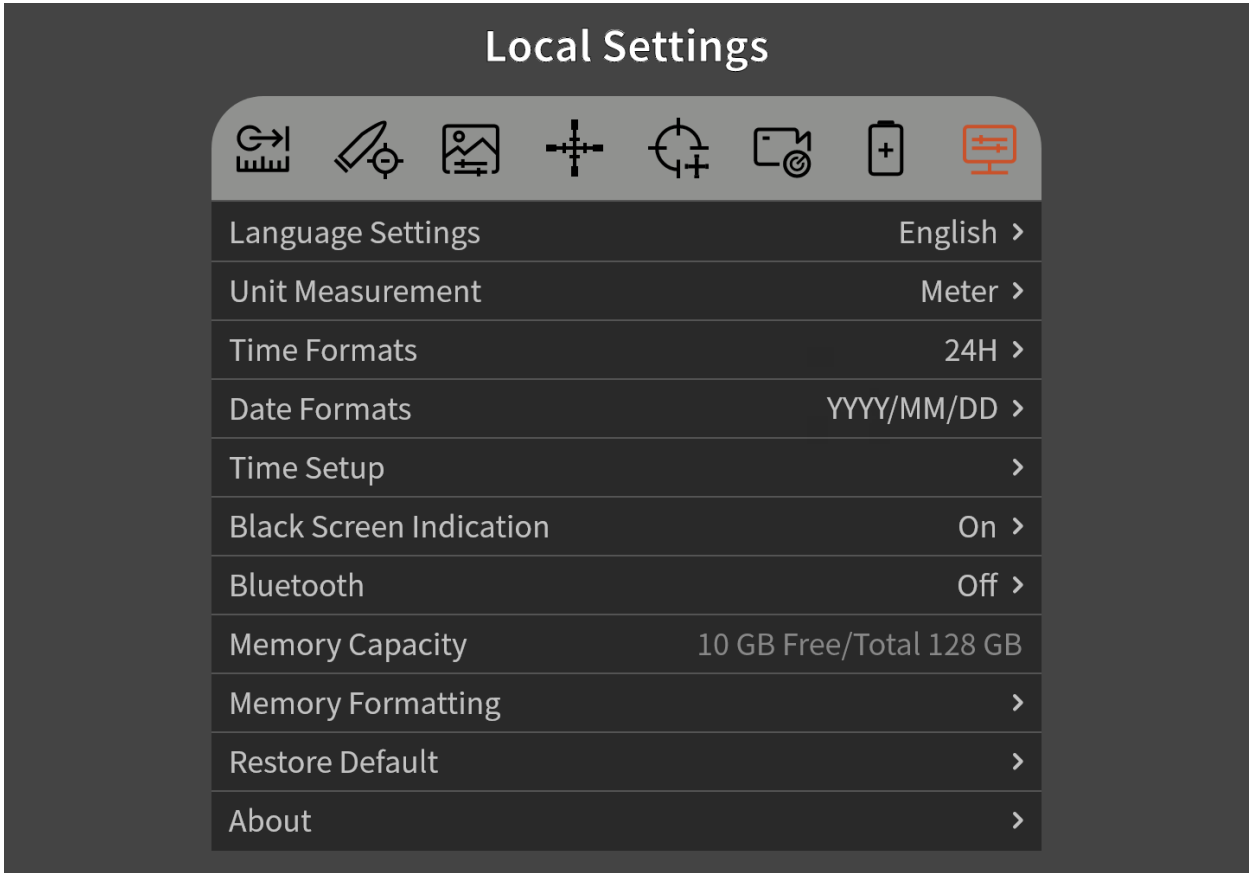 Local Settings
Language Settings English >
Unit Measurement Meter >
Time Formats 24H >
Date Formats YYYY/MM/DD >
Time Setup >
Black Screen Indication On >
Bluetooth Off >
Memory Capacity 10 GB Free/Total 128 GB
Memory Formatting >
Restore Default >
About >